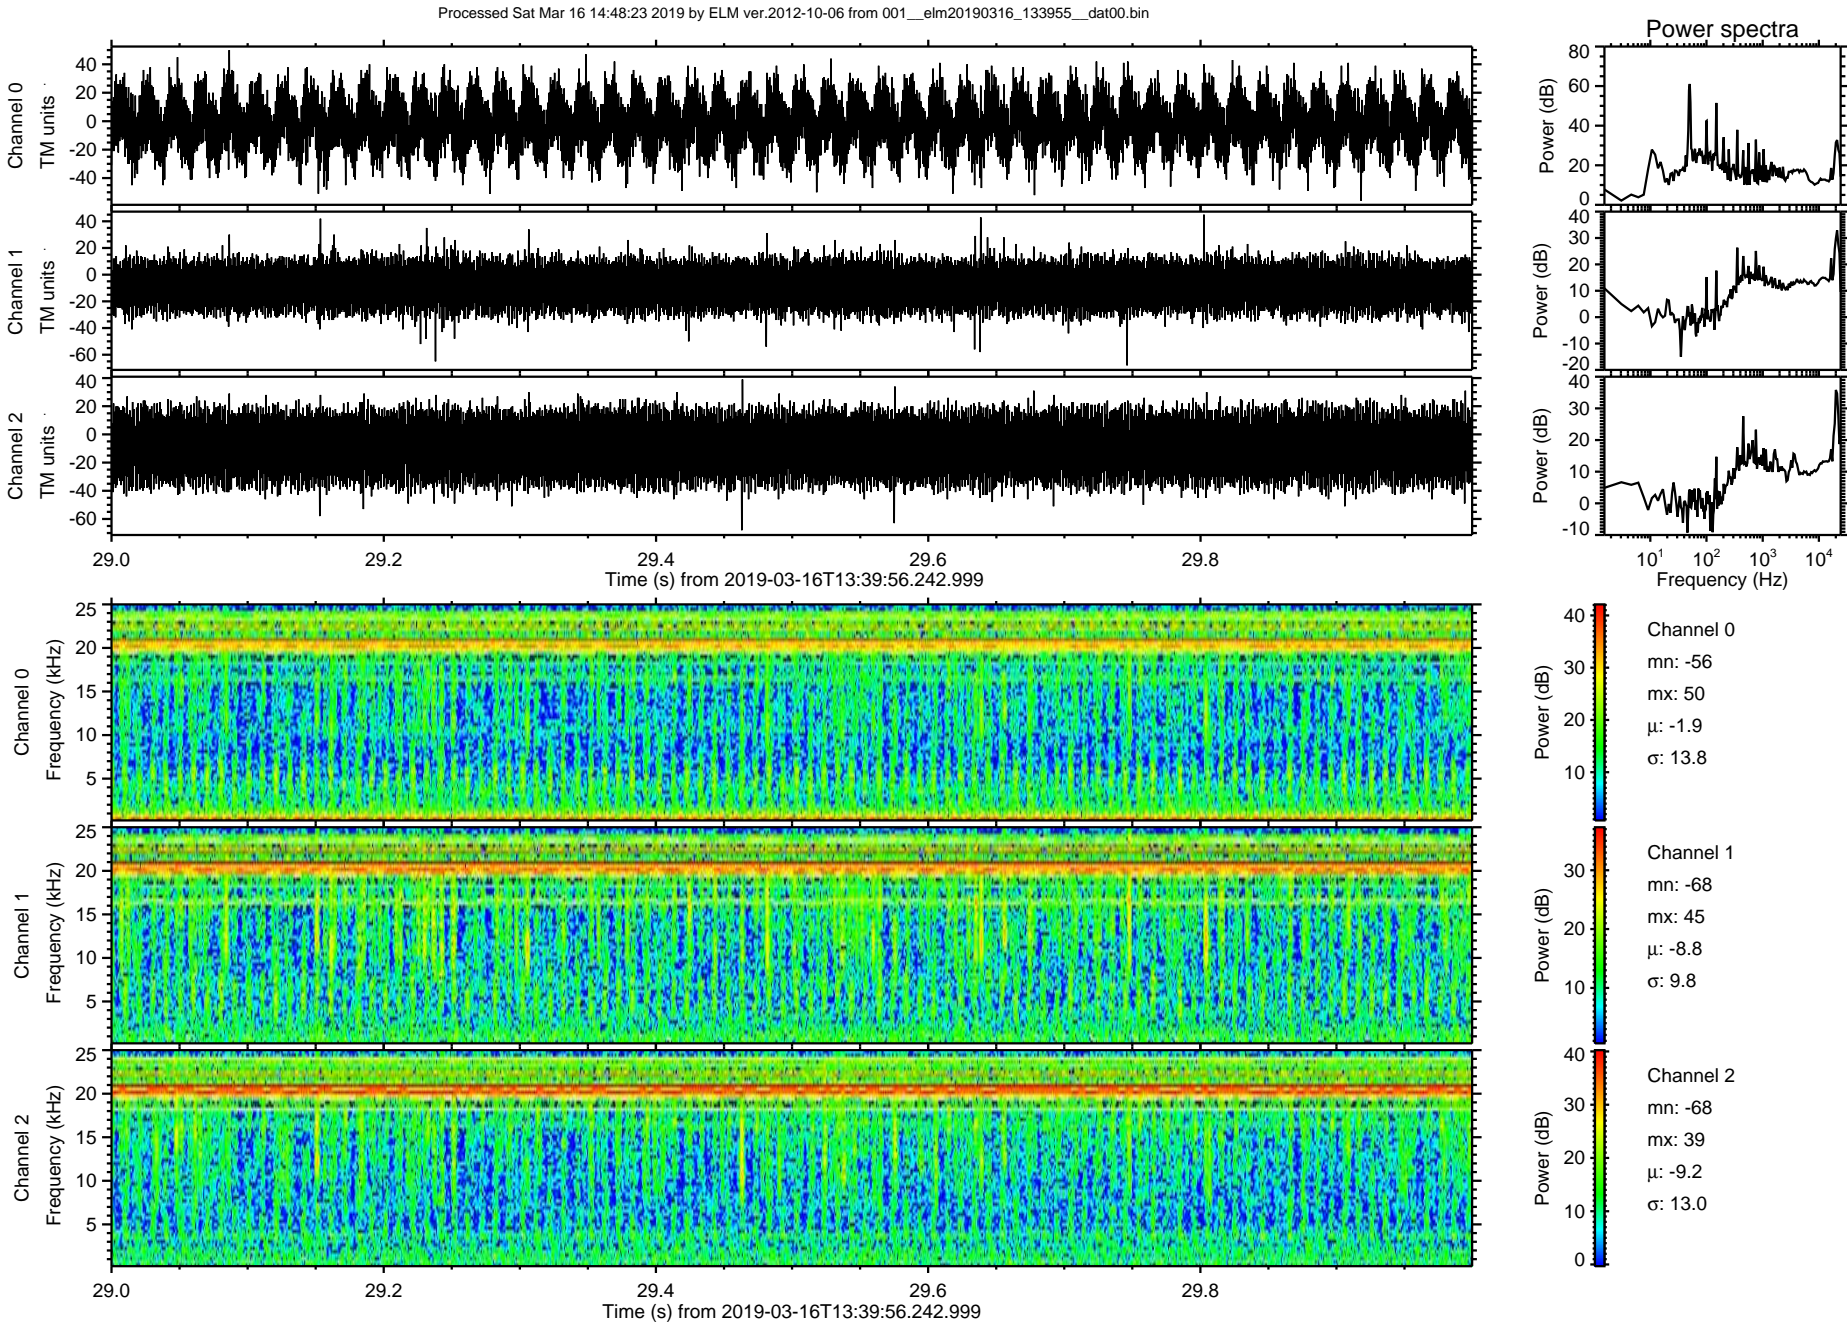 Processed Sat Mar 16 14:48:23 2019 by ELM ver.2012-10-06 from 001__elm20190316_133955__dat00.bin
Power spectra
Channel 0
TM units
40
20
0
-20
-40
Power (dB)
80
60
40
20
0
Channel 1
TM units
40
20
0
-20
-40
-60
Power (dB)
40
30
20
10
0
-10
-20
Channel 2
TM units
40
20
0
-20
-40
-60
Power (dB)
40
30
20
10
0
-10
29.0 29.2 29.4 29.6 29.8
Time (s) from 2019-03-16T13:39:56.242.999
10^1 10^2 10^3 10^4
Frequency (Hz)
Channel 0
Frequency (kHz)
25
20
15
10
5
Power (dB)
40
30
20
10
Channel 0
mn: -56
mx: 50
μ: -1.9
σ: 13.8
Channel 1
Frequency (kHz)
25
20
15
10
5
Power (dB)
30
20
10
Channel 1
mn: -68
mx: 45
μ: -8.8
σ: 9.8
Channel 2
Frequency (kHz)
25
20
15
10
5
Power (dB)
40
30
20
10
0
Channel 2
mn: -68
mx: 39
μ: -9.2
σ: 13.0
29.0 29.2 29.4 29.6 29.8
Time (s) from 2019-03-16T13:39:56.242.999